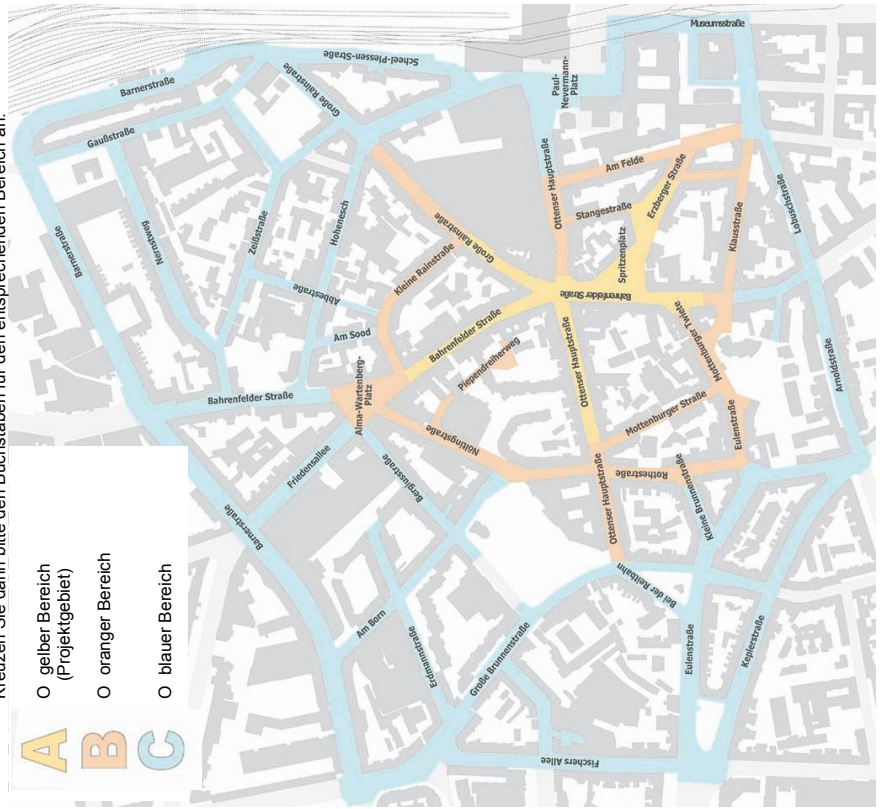 Kreuzen Sie dann bitte den Buchstaben für den entsprechenden Bereich an:
A
O gelber Bereich
(Projektgebiet)
B
O oranger Bereich
C
O blauer Bereich
Museumsstraße
Scheel-Plessen-Straße
Barnerstraße
Große Rainstraße
Gaußstraße
Paul-
Nevermann-
Platz
Barnerstraße
Nernstweg
Zeißstraße
Hohenesch
Große Rainstraße
Ottenser Hauptstraße
Am Felde
Stangestraße
Erzberger Straße
Lobuschstraße
Klausstraße
Spritzenplatz
Abbestraße
Kleine Rainstraße
Am Sood
Bahrenfelder Straße
Bahrenfelder Straße
Piependreiherweg
Ottenser Hauptstraße
Mottenburger Twiete
Arnoldstraße
Bahrenfelder Straße
Alma-Wartenberg-
Platz
Nöltingstraße
Mottenburger Straße
Eulenstraße
Friedensallee
Bergiusstraße
Ottenser Hauptstraße
Rothestraße
Kleine Brunnenstraße
Barnerstraße
Am Born
Bei der Reitbahn
Erdmannstraße
Große Brunnenstraße
Eulenstraße
Keplerstraße
Fischers Allee